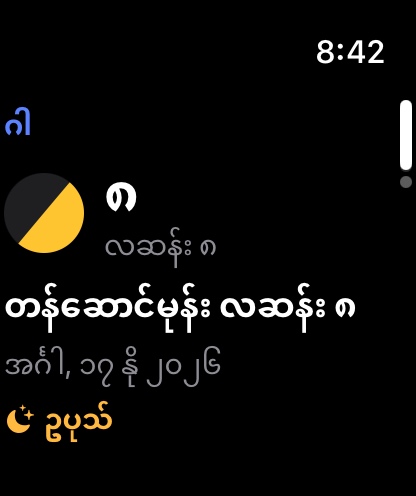 8:42
ဂါ
၈
လဆန်း ၈
တန်ဆောင်မုန်း လဆန်း ၈
အင်္ဂါ, ၁၇ နို ၂၀၂၆
ဥပုသ်